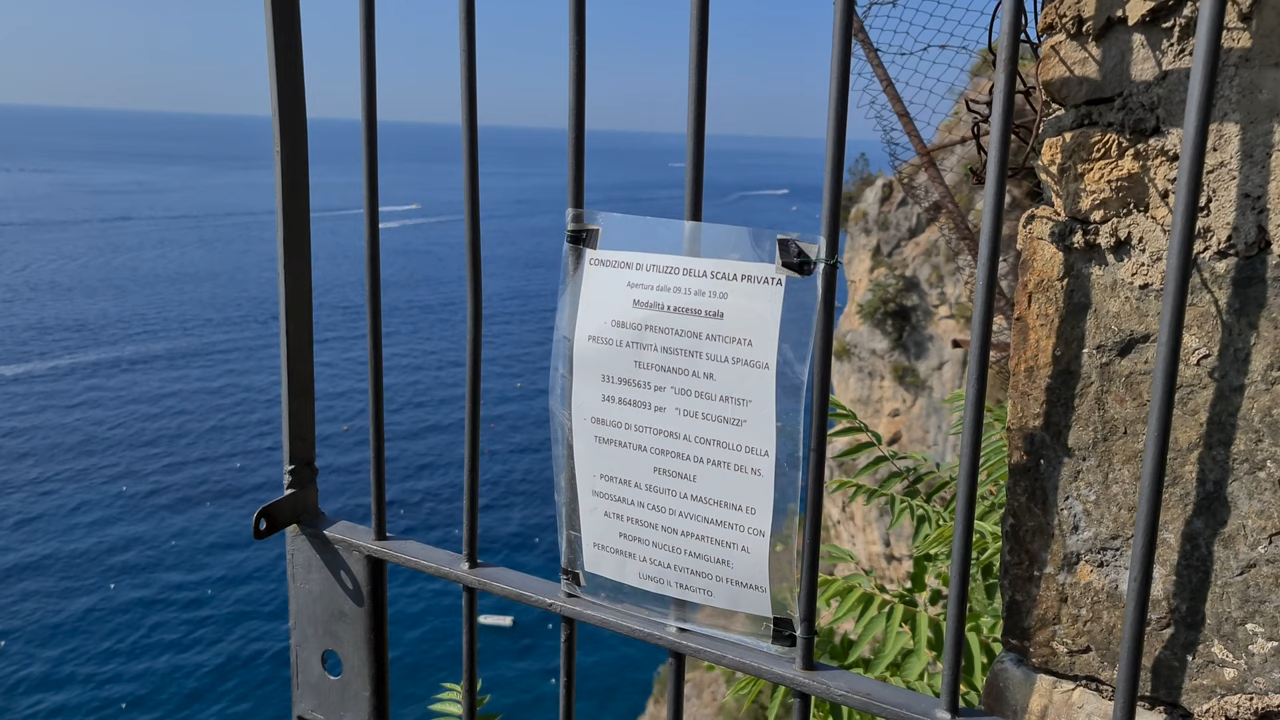 CONDIZIONI DI UTILIZZO DELLA SCALA PRIVATA
Apertura dalle 09.15 alle 19.00
Modalità x accesso scala
- OBBLIGO PRENOTAZIONE ANTICIPATA
PRESSO LE ATTIVITÀ INSISTENTE SULLA SPIAGGIA
TELEFONANDO AL NR.
331.9965635 per "LIDO DEGLI ARTISTI"
349.8648093 per "I DUE SCUGNIZZI"
- OBBLIGO DI SOTTOPORSI AL CONTROLLO DELLA
TEMPERATURA CORPOREA DA PARTE DEL NS.
PERSONALE
- PORTARE AL SEGUITO LA MASCHERINA ED
INDOSSARLA IN CASO DI AVVICINAMENTO CON
ALTRE PERSONE NON APPARTENENTI AL
PROPRIO NUCLEO FAMIGLIARE;
PERCORRERE LA SCALA EVITANDO DI FERMARSI
LUNGO IL TRAGITTO.